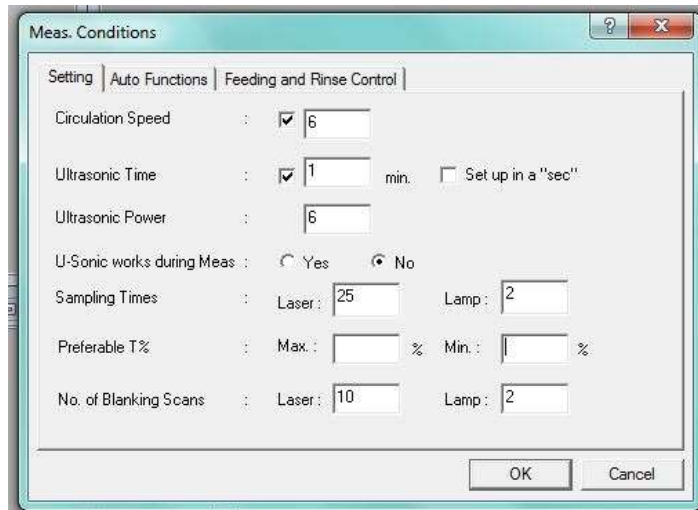 Meas. Conditions
Setting Auto Functions Feeding and Rinse Control
Circulation Speed : 6
Ultrasonic Time : 1 min. Set up in a "sec"
Ultrasonic Power : 6
U-Sonic works during Meas : Yes No
Sampling Times : Laser : 25 Lamp : 2
Preferable T% : Max. : % Min. : %
No. of Blanking Scans : Laser : 10 Lamp : 2
OK Cancel